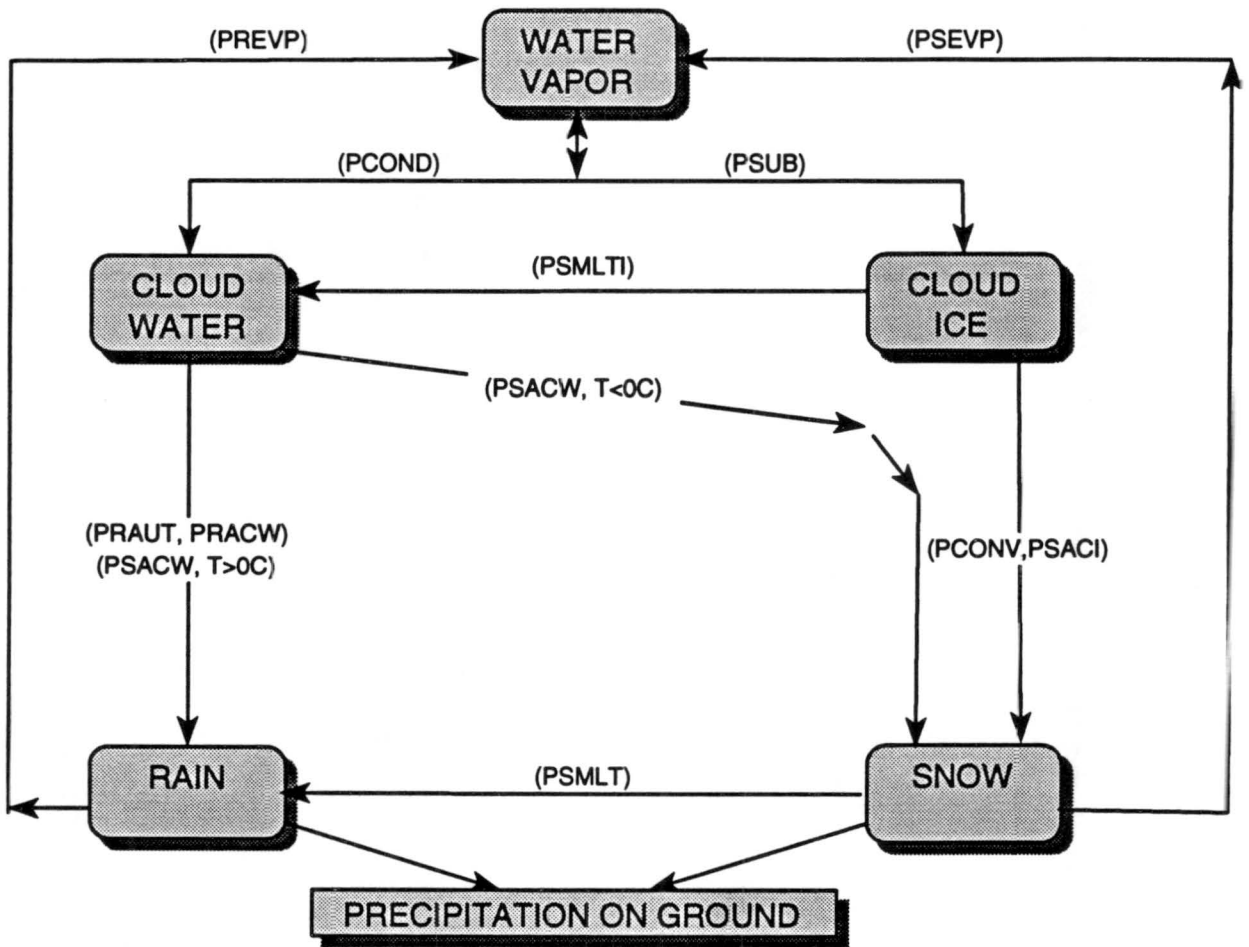 (PREVP)
WATER
VAPOR
(PSEVP)
(PCOND)
(PSUB)
CLOUD
WATER
(PSMLTI)
CLOUD
ICE
(PSACW, T<0C)
(PRAUT, PRACW)
(PSACW, T>0C)
(PCONV,PSACI)
RAIN
(PSMLT)
SNOW
PRECIPITATION ON GROUND